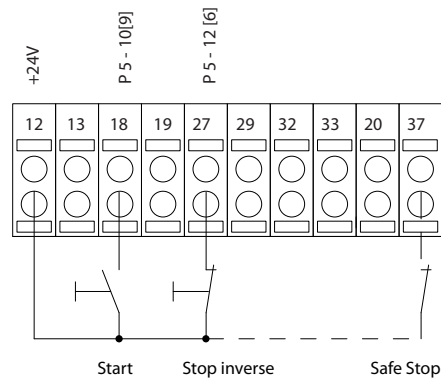 +24V
P 5 - 10[9]
P 5 - 12 [6]
12 13 18 19 27 29 32 33 20 37
Start Stop inverse Safe Stop